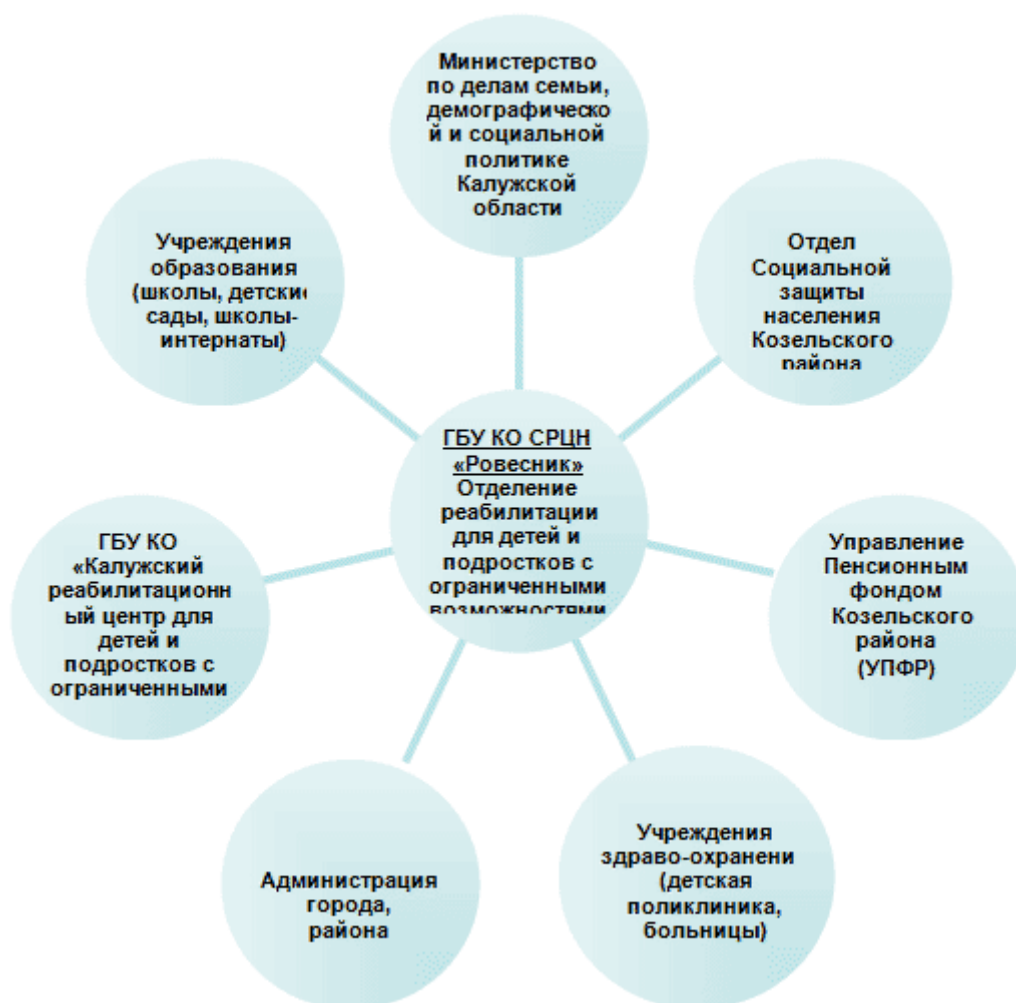 Министерство
по делам семьи,
демографическо
й и социальной
политике
Калужской
области
Учреждения
образования
(школы, детские
сады, школы-
интернаты)
Отдел
Социальной
защиты
населения
Козельского
района
ГБУ КО СРЦН
«Ровесник»
Отделение
реабилитации
для детей и
подростков с
ограниченными
возможностями
ГБУ КО
«Калужский
реабилитационн
ый центр для
детей и
подростков с
ограниченными
Управление
Пенсионным
фондом
Козельского
района
(УПФР)
Администрация
города,
района
Учреждения
здраво-охранени
(детская
поликлиника,
больницы)